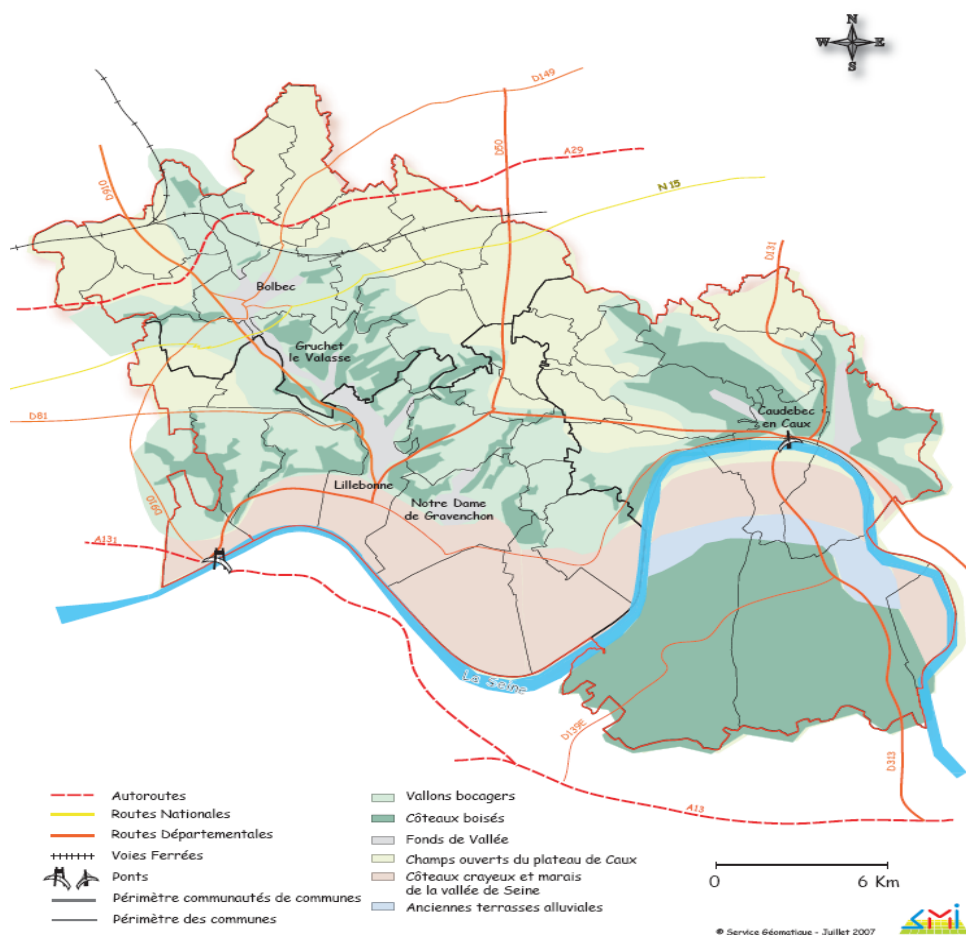 N
W E
S
D149
D50
A29
D910
N 15
D131
Bolbec
Gruchet
le Valasse
D81
Caudebec
en Caux
Lillebonne
Notre Dame
de Gravenchon
D910
A131
La Seine
D139E
D313
A13
Autoroutes
Routes Nationales
Routes Départementales
Voies Ferrées
Ponts
Périmètre communautés de communes
Périmètre des communes
Vallons bocagers
Côteaux boisés
Fonds de Vallée
Champs ouverts du plateau de Caux
Côteaux crayeux et marais
de la vallée de Seine
Anciennes terrasses alluviales
0 6 Km
SMI
© Service Géomatique - Juillet 2007